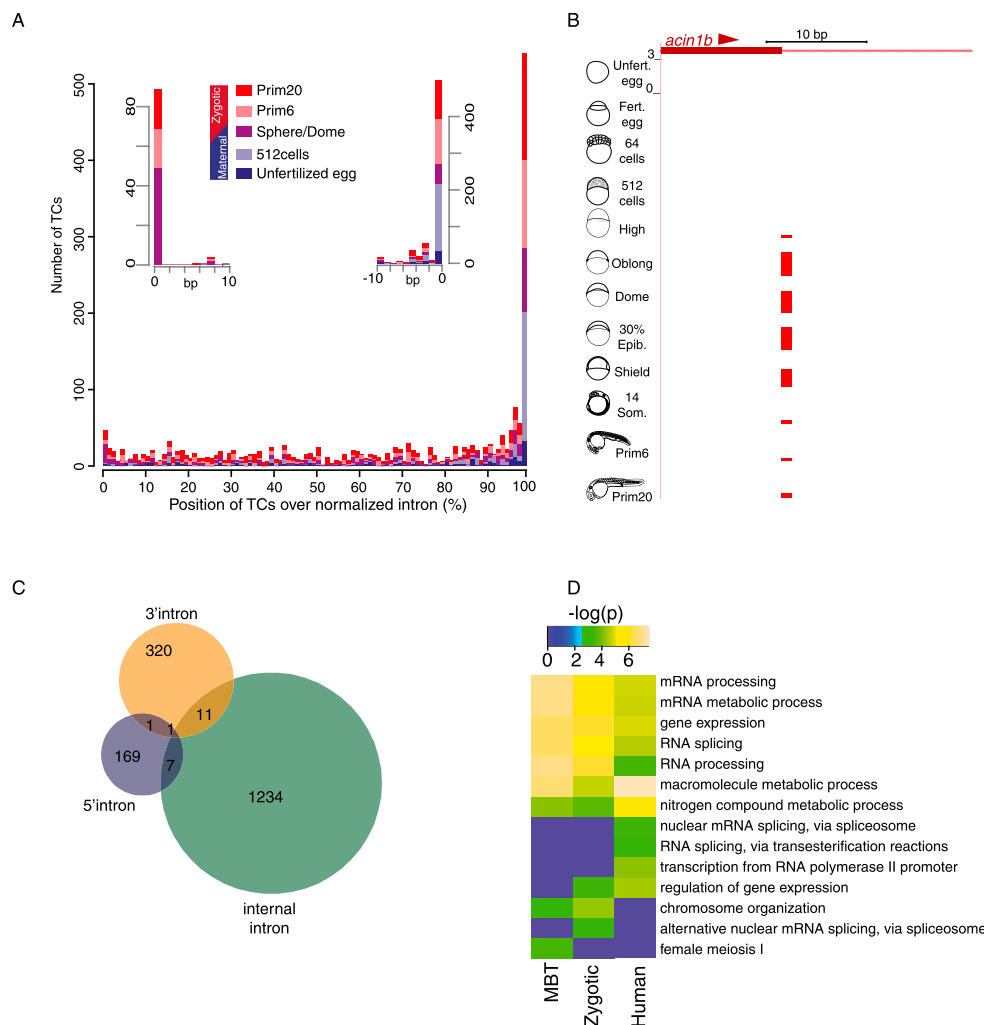 A
Number of TCs
500
400
300
200
100
0
80
40
0
0
bp
10
Zygotic
Maternal
Prim20
Prim6
Sphere/Dome
512cells
Unfertilized egg
400
200
0
-10
bp
0
0
10
20
30
40
50
60
70
80
90
100
Position of TCs over normalized intron (%)
B
acin1b
10 bp
3
0
Unfert.
egg
Fert.
egg
64
cells
512
cells
High
Oblong
Dome
30%
Epib.
Shield
14
Som.
Prim6
Prim20
C
3'intron
320
1
1
11
169
7
5'intron
1234
internal
intron
D
-log(p)
0
2
4
6
mRNA processing
mRNA metabolic process
gene expression
RNA splicing
RNA processing
macromolecule metabolic process
nitrogen compound metabolic process
nuclear mRNA splicing, via spliceosome
RNA splicing, via transesterification reactions
transcription from RNA polymerase II promoter
regulation of gene expression
chromosome organization
alternative nuclear mRNA splicing, via spliceosome
female meiosis I
MBT
Zygotic
Human